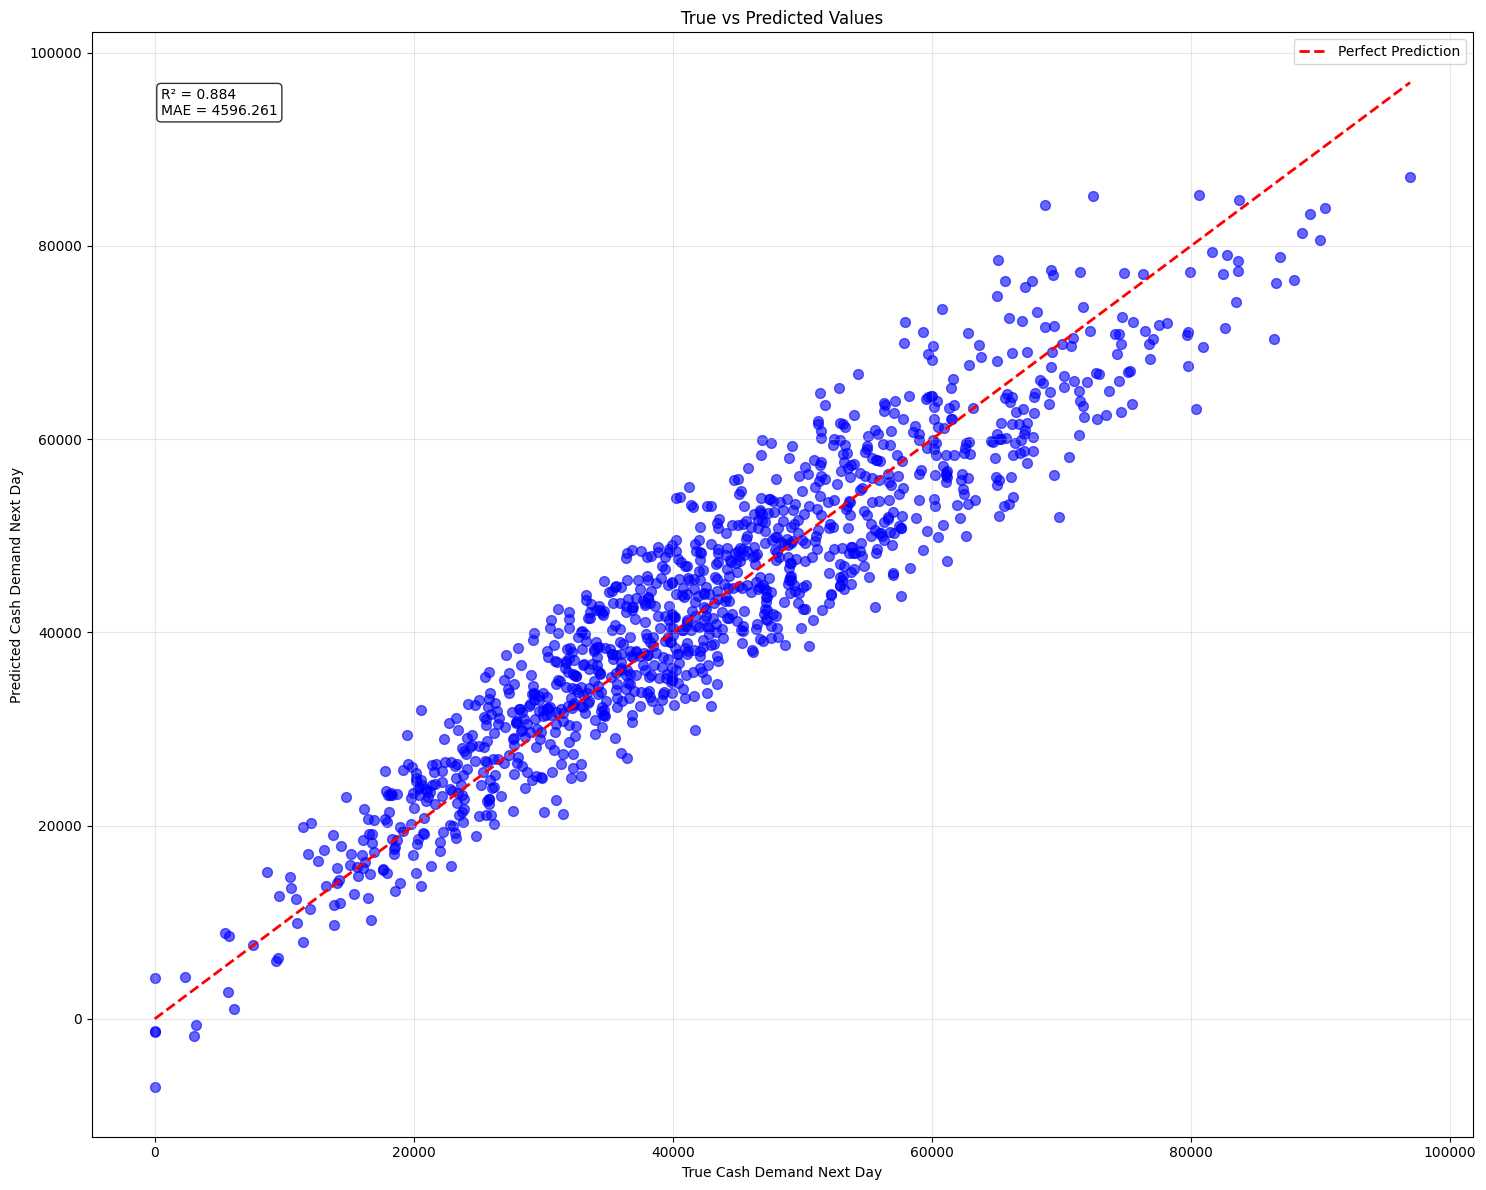 True vs Predicted Values
Perfect Prediction
R² = 0.884
MAE = 4596.261
100000
80000
60000
40000
20000
0
Predicted Cash Demand Next Day
0
20000
40000
60000
80000
100000
True Cash Demand Next Day